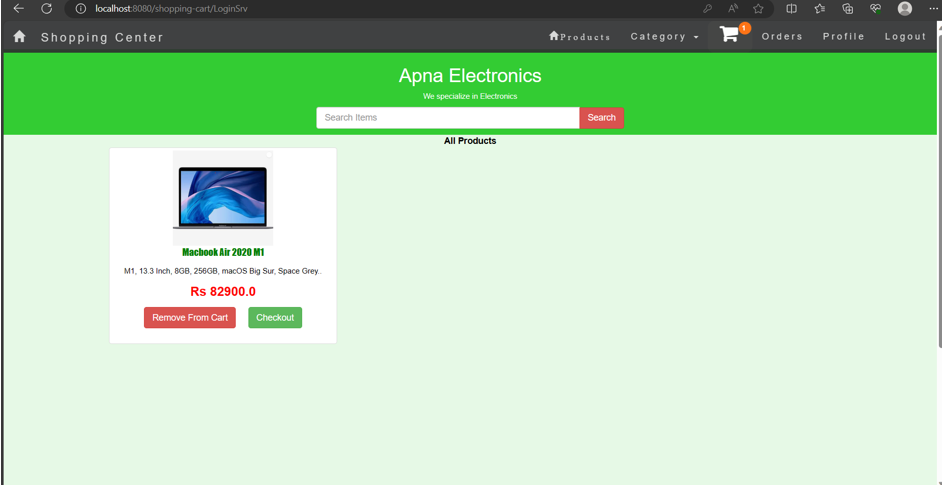 localhost:8080/shopping-cart/LoginSrv
Shopping Center
Products
Category
1
Orders
Profile
Logout
Apna Electronics
We specialize in Electronics
Search Items
Search
All Products
Macbook Air 2020 M1
M1, 13.3 Inch, 8GB, 256GB, macOS Big Sur, Space Grey..
Rs 82900.0
Remove From Cart
Checkout